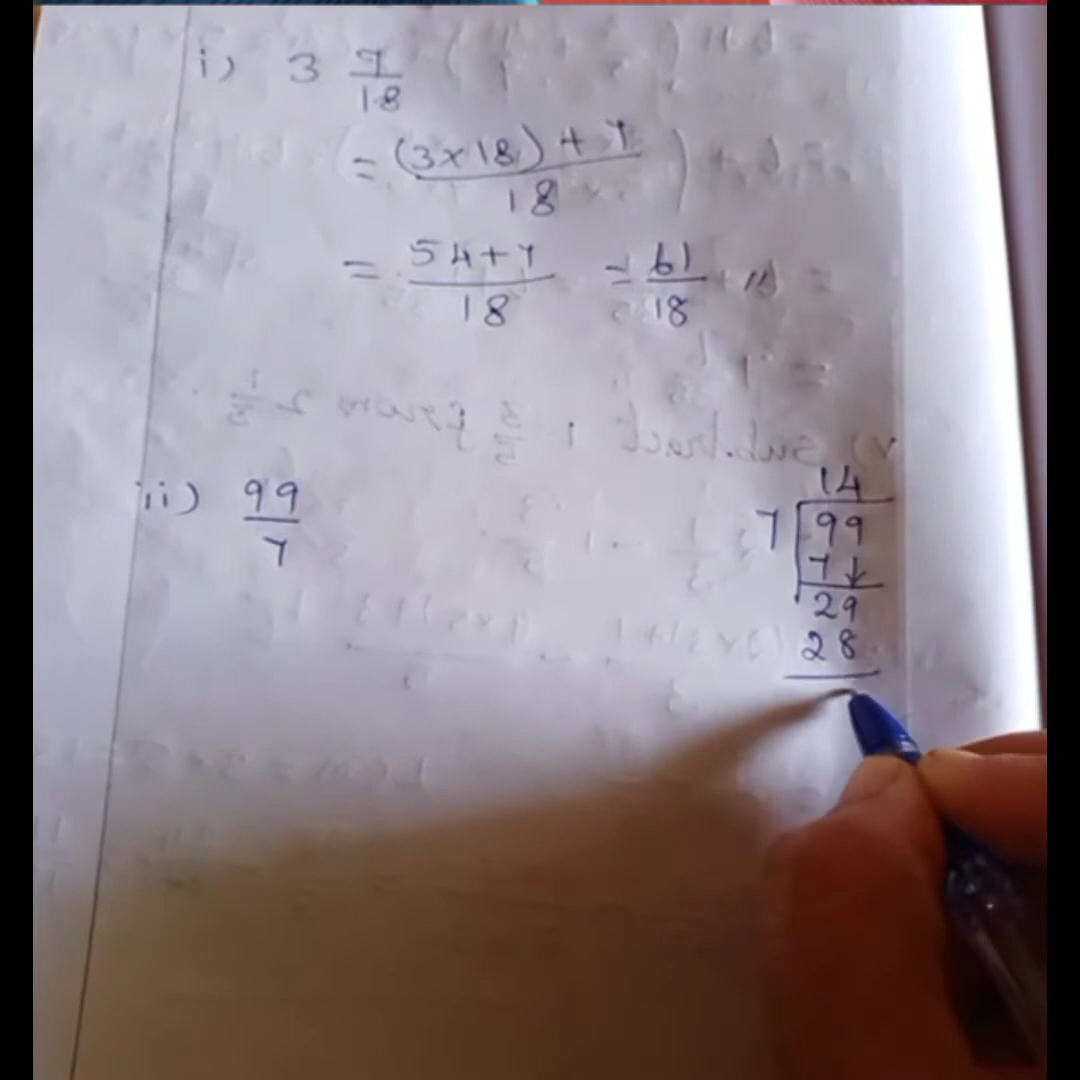 i) 3 7/18
= (3×18) + 7 / 18
= 54+7 / 18 = 61/18 //
ii) 99/7
14
7 99
7↓
29
28